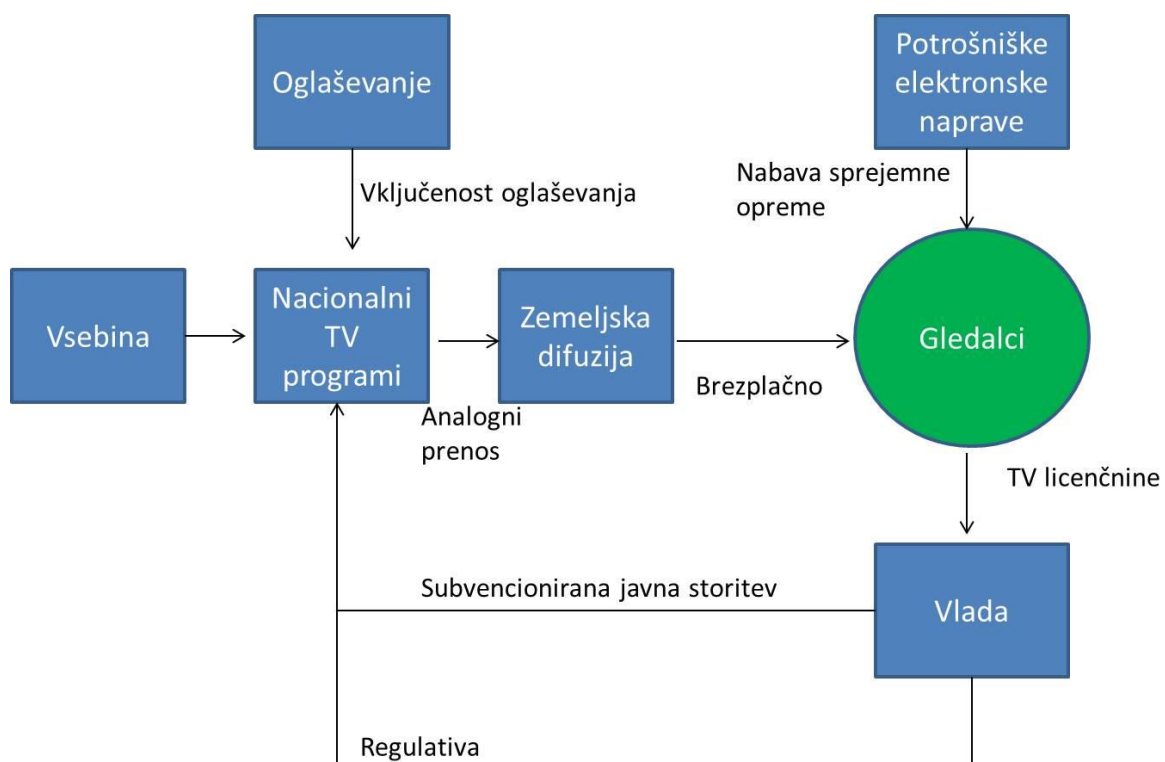 Oglaševanje
Potrošniške
elektronske
naprave
Vključenost oglaševanja
Nabava sprejemne
opreme
Vsebina
Nacionalni
TV
programi
Zemeljska
difuzija
Gledalci
Analogni
prenos
Brezplačno
TV licenčnine
Subvencionirana javna storitev
Vlada
Regulativa